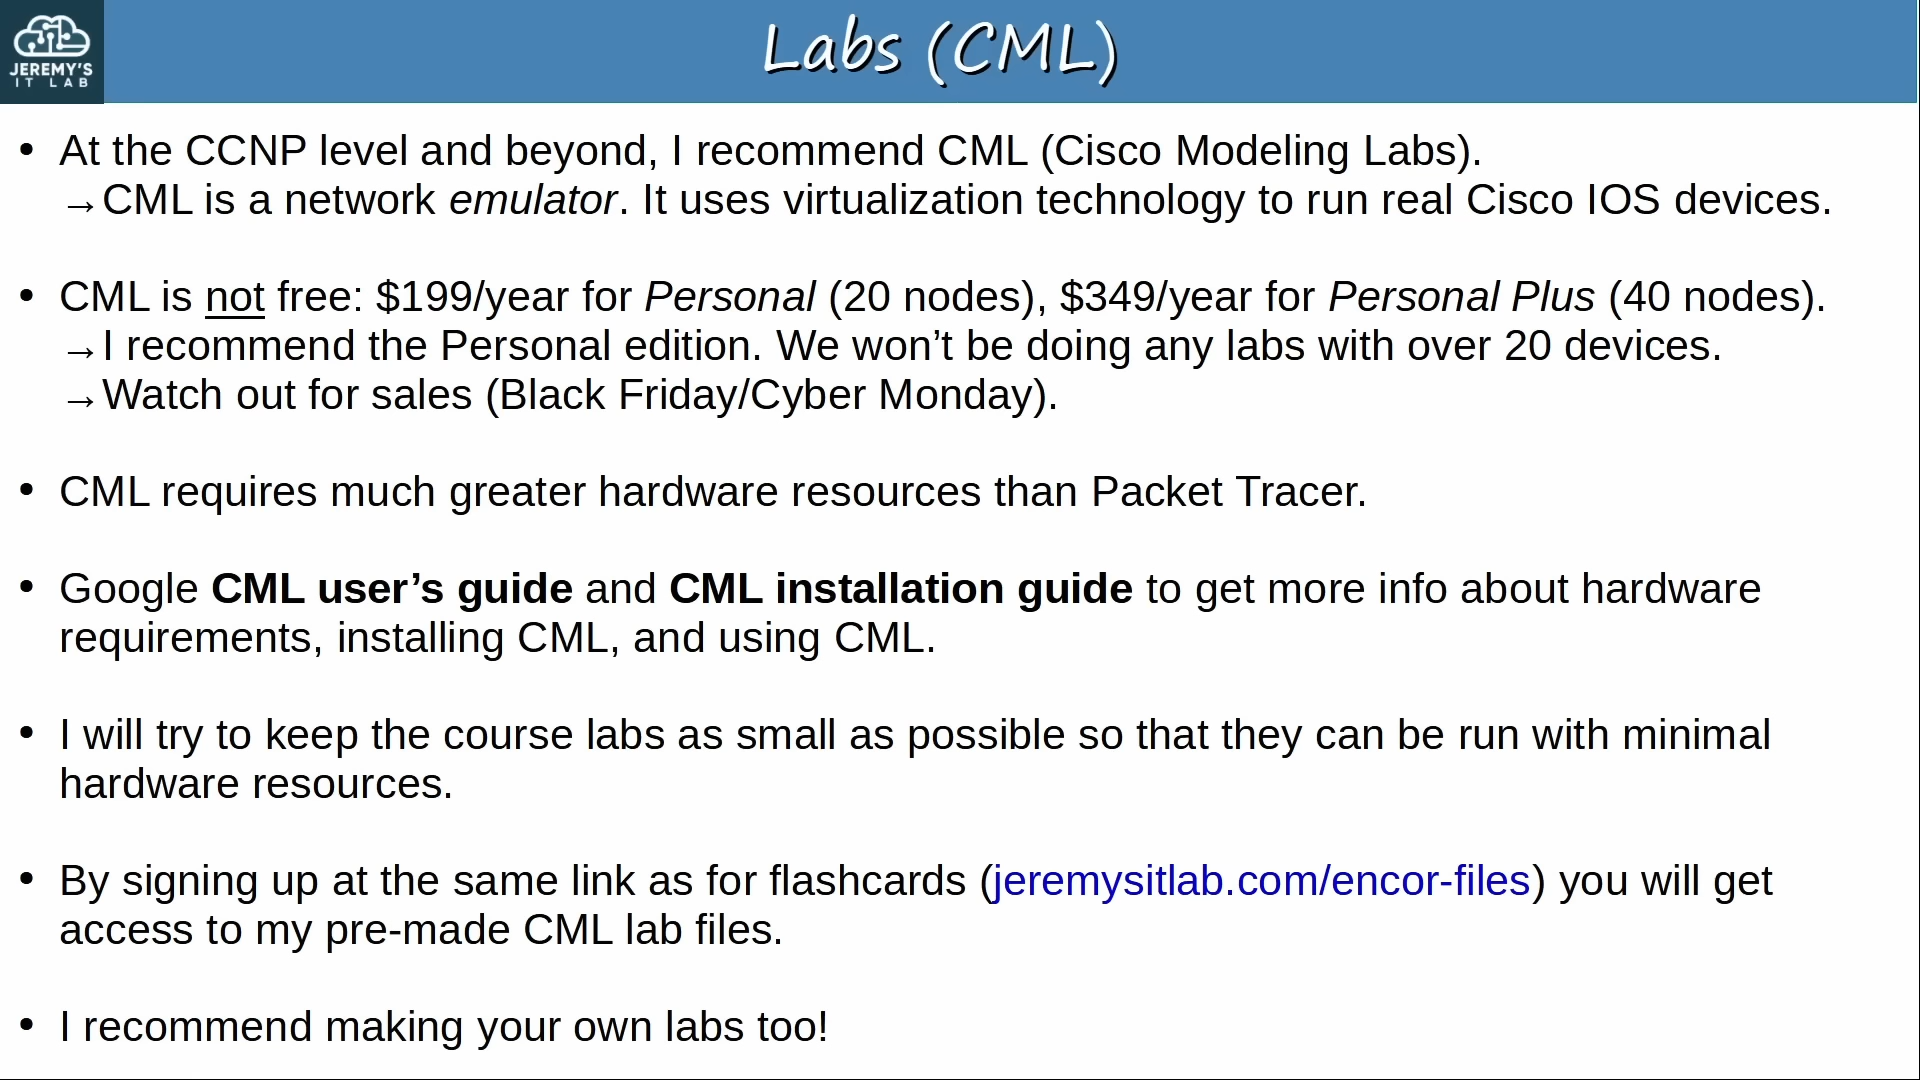 JEREMY'S
IT LAB
Labs (CML)
• At the CCNP level and beyond, I recommend CML (Cisco Modeling Labs).
→CML is a network emulator. It uses virtualization technology to run real Cisco IOS devices.
• CML is not free: $199/year for Personal (20 nodes), $349/year for Personal Plus (40 nodes).
→I recommend the Personal edition. We won’t be doing any labs with over 20 devices.
→Watch out for sales (Black Friday/Cyber Monday).
• CML requires much greater hardware resources than Packet Tracer.
• Google CML user’s guide and CML installation guide to get more info about hardware
requirements, installing CML, and using CML.
• I will try to keep the course labs as small as possible so that they can be run with minimal
hardware resources.
• By signing up at the same link as for flashcards (jeremysitlab.com/encor-files) you will get
access to my pre-made CML lab files.
• I recommend making your own labs too!